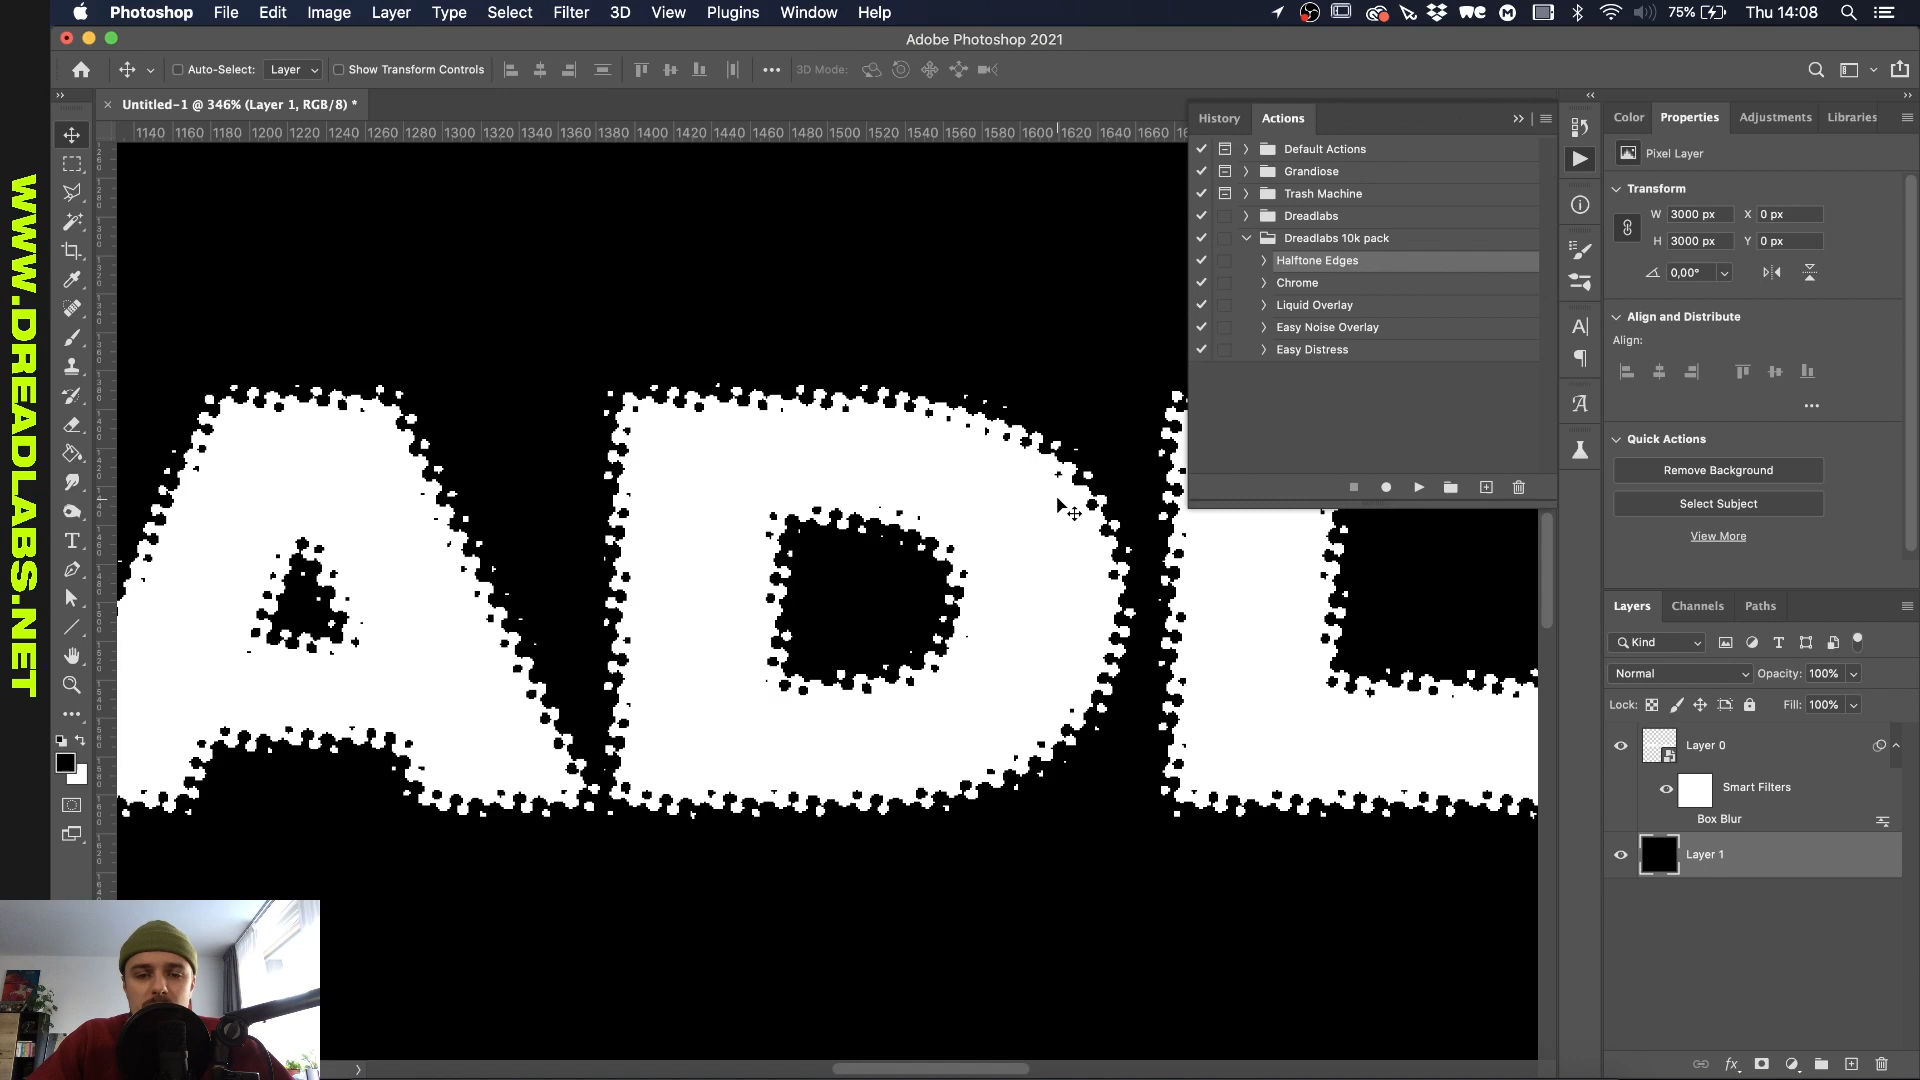 Photoshop File Edit Image Layer Type Select Filter 3D View Plugins Window Help 75% Thu 14:08
Adobe Photoshop 2021
Auto-Select: Layer Show Transform Controls 3D Mode:
Untitled-1 @ 346% (Layer 1, RGB/8) *
1140 1160 1180 1200 1220 1240 1260 1280 1300 1320 1340 1360 1380 1400 1420 1440 1460 1480 1500 1520 1540 1560 1580 1600 1620 1640 1660
History Actions
Default Actions
Grandiose
Trash Machine
Dreadlabs
Dreadlabs 10k pack
Halftone Edges
Chrome
Liquid Overlay
Easy Noise Overlay
Easy Distress
Color Properties Adjustments Libraries
Pixel Layer
Transform
W 3000 px X 0 px
H 3000 px Y 0 px
0,00°
Align and Distribute
Align:
Quick Actions
Remove Background
Select Subject
View More
Layers Channels Paths
Kind
Normal Opacity: 100%
Lock: Fill: 100%
Layer 0
Smart Filters
Box Blur
Layer 1
ADL
WWW.DREADLABS.NET